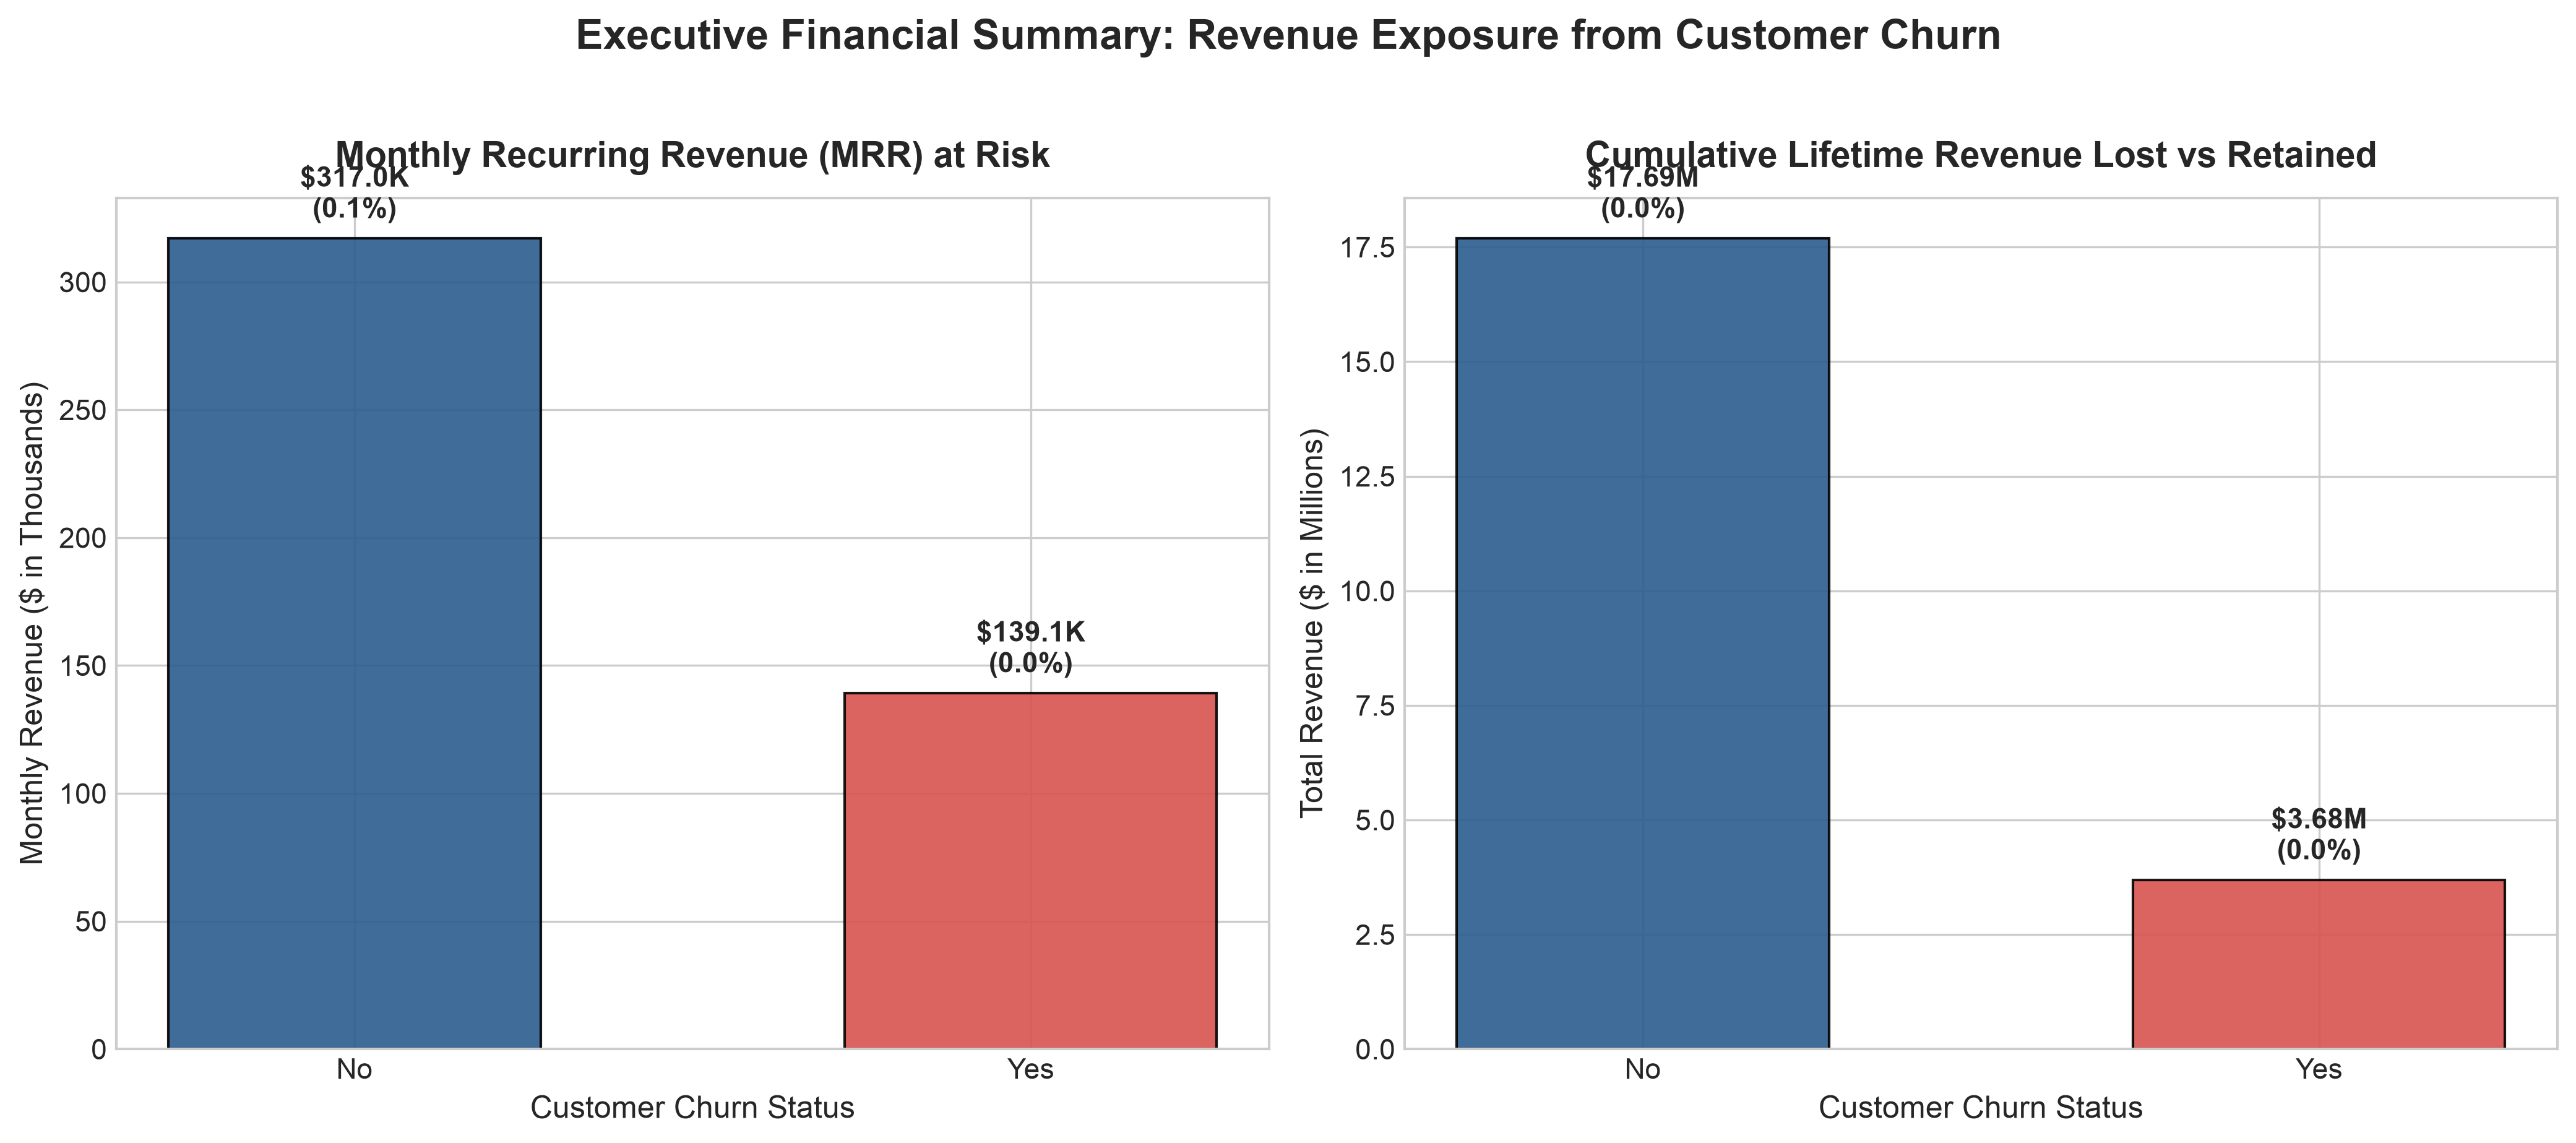 Executive Financial Summary: Revenue Exposure from Customer Churn
Monthly Recurring Revenue (MRR) at Risk
$317.0K
(0.1%)
$139.1K
(0.0%)
300
250
200
150
100
50
0
Monthly Revenue ($ in Thousands)
No
Yes
Customer Churn Status
Cumulative Lifetime Revenue Lost vs Retained
$17.69M
(0.0%)
$3.68M
(0.0%)
17.5
15.0
12.5
10.0
7.5
5.0
2.5
0.0
Total Revenue ($ in Millions)
No
Yes
Customer Churn Status